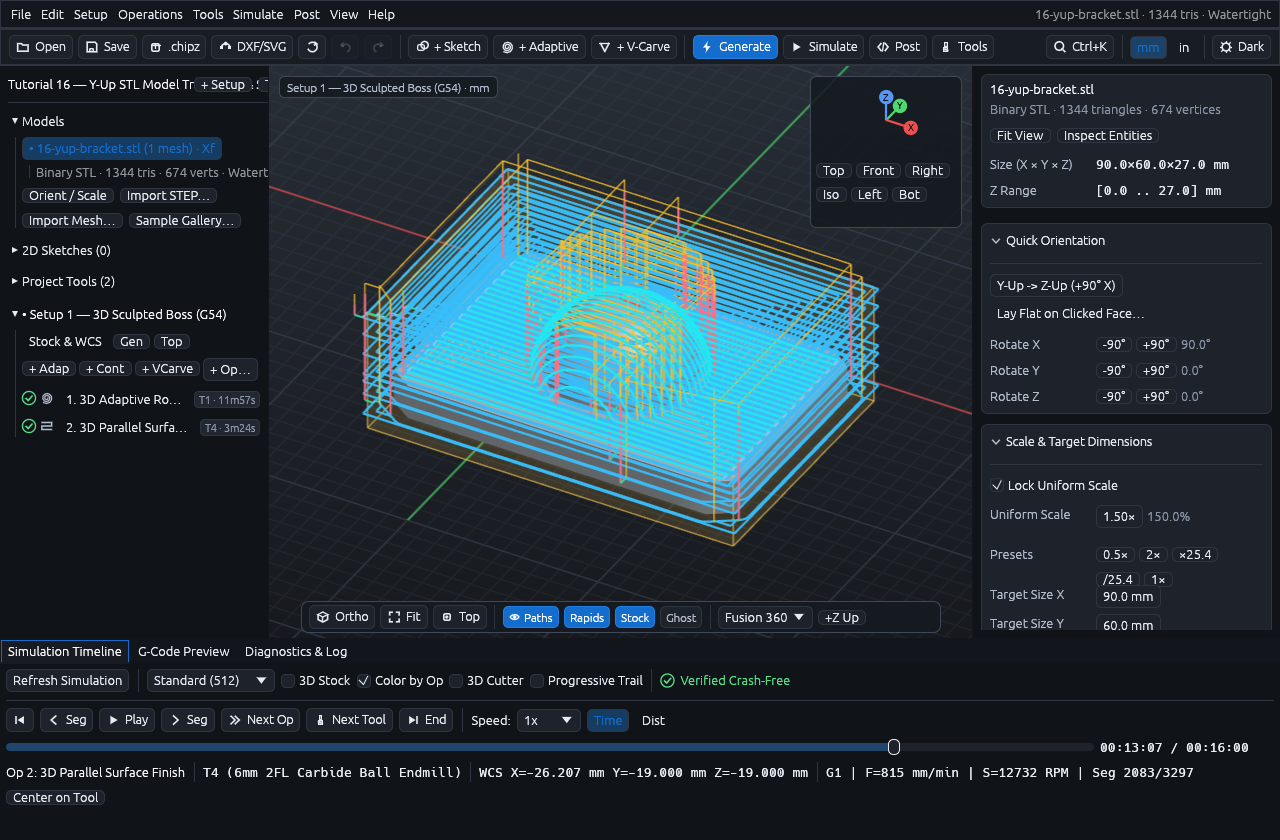 File Edit Setup Operations Tools Simulate Post View Help
16-yup-bracket.stl · 1344 tris · Watertight
Open Save .chipz DXF/SVG + Sketch + Adaptive + V-Carve Generate Simulate Post Tools Ctrl+K mm in Dark
Tutorial 16 — Y-Up STL Model Tr + Setup
Models
• 16-yup-bracket.stl (1 mesh) · Xf
Binary STL · 1344 tris · 674 verts · Watert
Orient / Scale Import STEP…
Import Mesh… Sample Gallery…
2D Sketches (0)
Project Tools (2)
• Setup 1 — 3D Sculpted Boss (G54)
Stock & WCS Gen Top
+ Adap + Cont + VCarve + Op…
1. 3D Adaptive Ro… T1 · 11m57s
2. 3D Parallel Surfa… T4 · 3m24s
Setup 1 — 3D Sculpted Boss (G54) · mm
Z
Y
X
Top Front Right
Iso Left Bot
Ortho Fit Top Paths Rapids Stock Ghost Fusion 360 +Z Up
16-yup-bracket.stl
Binary STL · 1344 triangles · 674 vertices
Fit View Inspect Entities
Size (X × Y × Z) 90.0×60.0×27.0 mm
Z Range [0.0 .. 27.0] mm
Quick Orientation
Y-Up -> Z-Up (+90° X)
Lay Flat on Clicked Face…
Rotate X -90° +90° 90.0°
Rotate Y -90° +90° 0.0°
Rotate Z -90° +90° 0.0°
Scale & Target Dimensions
Lock Uniform Scale
Uniform Scale 1.50× 150.0%
Presets 0.5× 2× ×25.4
/25.4 1×
Target Size X 90.0 mm
Target Size Y 60.0 mm
Simulation Timeline G-Code Preview Diagnostics & Log
Refresh Simulation Standard (512) 3D Stock Color by Op 3D Cutter Progressive Trail Verified Crash-Free
Seg Play Seg Next Op Next Tool End Speed: 1x Time Dist
00:13:07 / 00:16:00
Op 2: 3D Parallel Surface Finish T4 (6mm 2FL Carbide Ball Endmill) WCS X=-26.207 mm Y=-19.000 mm Z=-19.000 mm G1 | F=815 mm/min | S=12732 RPM | Seg 2083/3297
Center on Tool